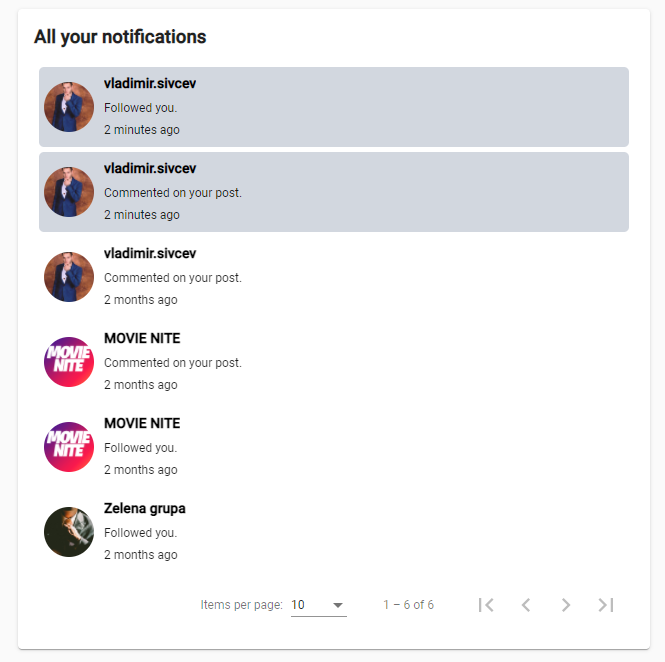 All your notifications
vladimir.sivcev
Followed you.
2 minutes ago
vladimir.sivcev
Commented on your post.
2 minutes ago
vladimir.sivcev
Commented on your post.
2 months ago
MOVIE NITE
MOVIE
NITE
Commented on your post.
2 months ago
MOVIE NITE
MOVIE
NITE
Followed you.
2 months ago
Zelena grupa
Followed you.
2 months ago
Items per page: 10 1 – 6 of 6